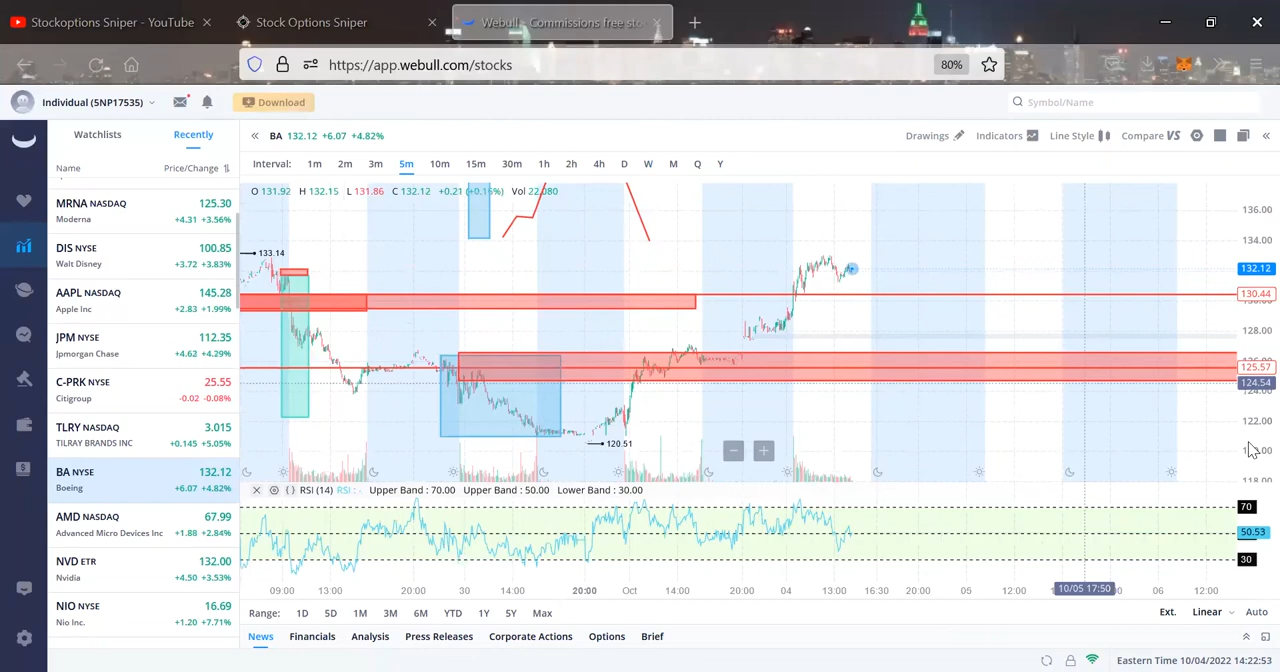 Stockoptions Sniper - YouTube
Stock Options Sniper
Webull - Commissions free sto
https://app.webull.com/stocks
80%
Individual (5NP17535)
Download
Symbol/Name
Watchlists
Recently
BA 132.12 +6.07 +4.82%
Drawings
Indicators
Line Style
Compare VS
Name
Price/Change
Interval: 1m 2m 3m 5m 10m 15m 30m 1h 2h 4h D W M Q Y
O 131.92 H 132.15 L 131.86 C 132.12 +0.21 (+0.16%) Vol 22,080
MRNA NASDAQ 125.30
Moderna +4.31 +3.56%
DIS NYSE 100.85
Walt Disney +3.72 +3.83%
AAPL NASDAQ 145.28
Apple Inc +2.83 +1.99%
JPM NYSE 112.35
Jpmorgan Chase +4.62 +4.29%
C-PRK NYSE 25.55
Citigroup -0.02 -0.08%
TLRY NASDAQ 3.015
TILRAY BRANDS INC +0.145 +5.05%
BA NYSE 132.12
Boeing +6.07 +4.82%
AMD NASDAQ 67.99
Advanced Micro Devices Inc +1.88 +2.84%
NVD ETR 132.00
Nvidia +4.50 +3.53%
NIO NYSE 16.69
Nio Inc. +1.20 +7.71%
133.14
120.51
136.00
134.00
132.12
130.44
128.00
125.57
124.54
122.00
118.00
RSI (14) RSI : - Upper Band : 70.00 Upper Band : 50.00 Lower Band : 30.00
70
50.53
30
09:00 13:00 20:00 30 14:00 20:00 Oct 14:00 20:00 04 13:00 16:30 20:00 05 12:00 10/05 17:50 06 12:00
Range: 1D 5D 1M 3M 6M YTD 1Y 5Y Max
Ext. Linear Auto
News Financials Analysis Press Releases Corporate Actions Options Brief
Eastern Time 10/04/2022 14:22:53